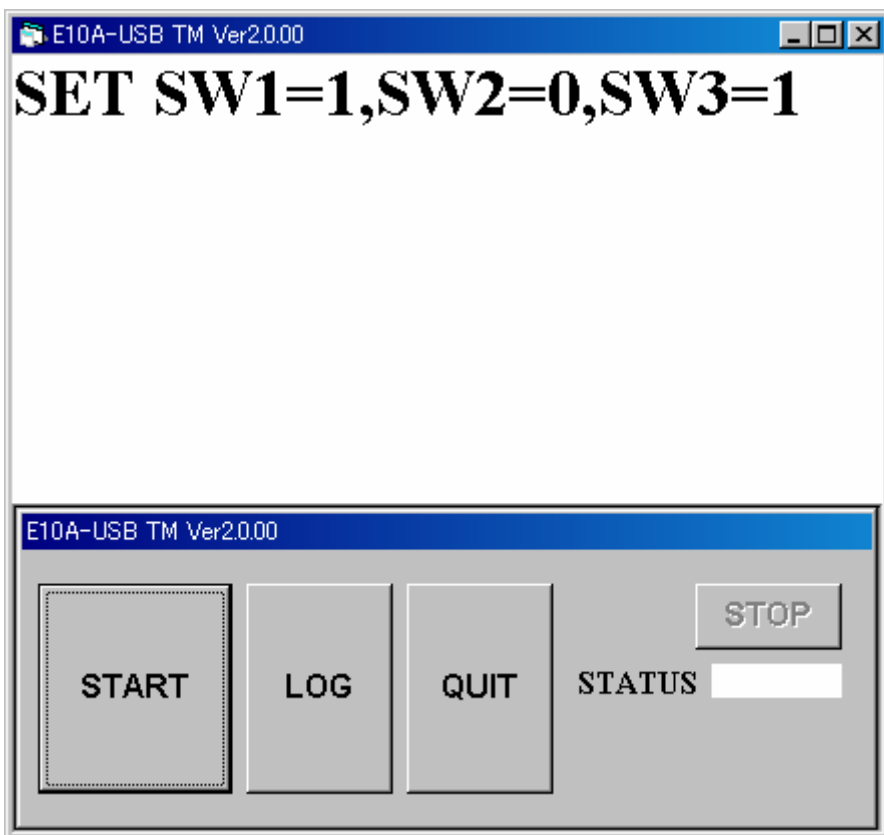 E10A-USB TM Ver2.0.00
SET SW1=1,SW2=0,SW3=1
E10A-USB TM Ver2.0.00
START
LOG
QUIT
STOP
STATUS